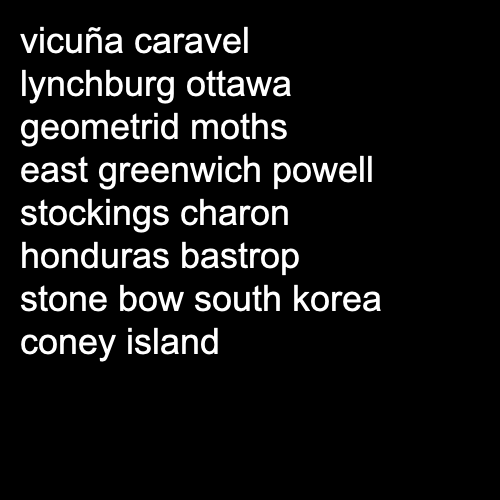 vicuña caravel
lynchburg ottawa
geometrid moths
east greenwich powell
stockings charon
honduras bastrop
stone bow south korea
coney island